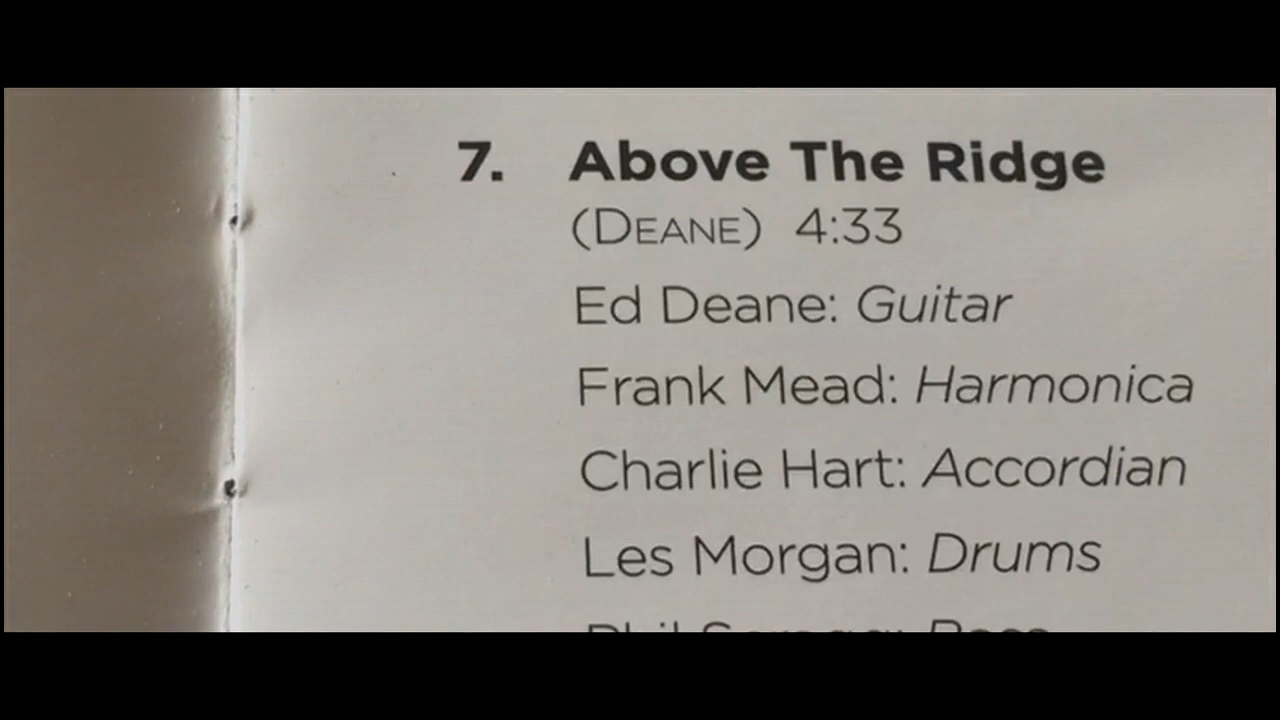 7. Above The Ridge
(DEANE) 4:33
Ed Deane: Guitar
Frank Mead: Harmonica
Charlie Hart: Accordian
Les Morgan: Drums